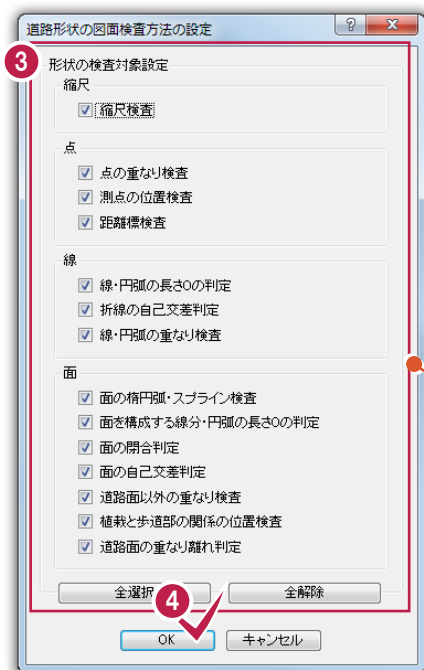 道路形状の図面検査方法の設定
3
形状の検査対象設定
縮尺
縮尺検査
点
点の重なり検査
測点の位置検査
距離標検査
線
線・円弧の長さ0の判定
折線の自己交差判定
線・円弧の重なり検査
面
面の楕円弧・スプライン検査
面を構成する線分・円弧の長さ0の判定
面の閉合判定
面の自己交差判定
道路面以外の重なり検査
植栽と歩道部の関係の位置検査
道路面の重なり離れ判定
全選択 全解除
4
OK キャンセル